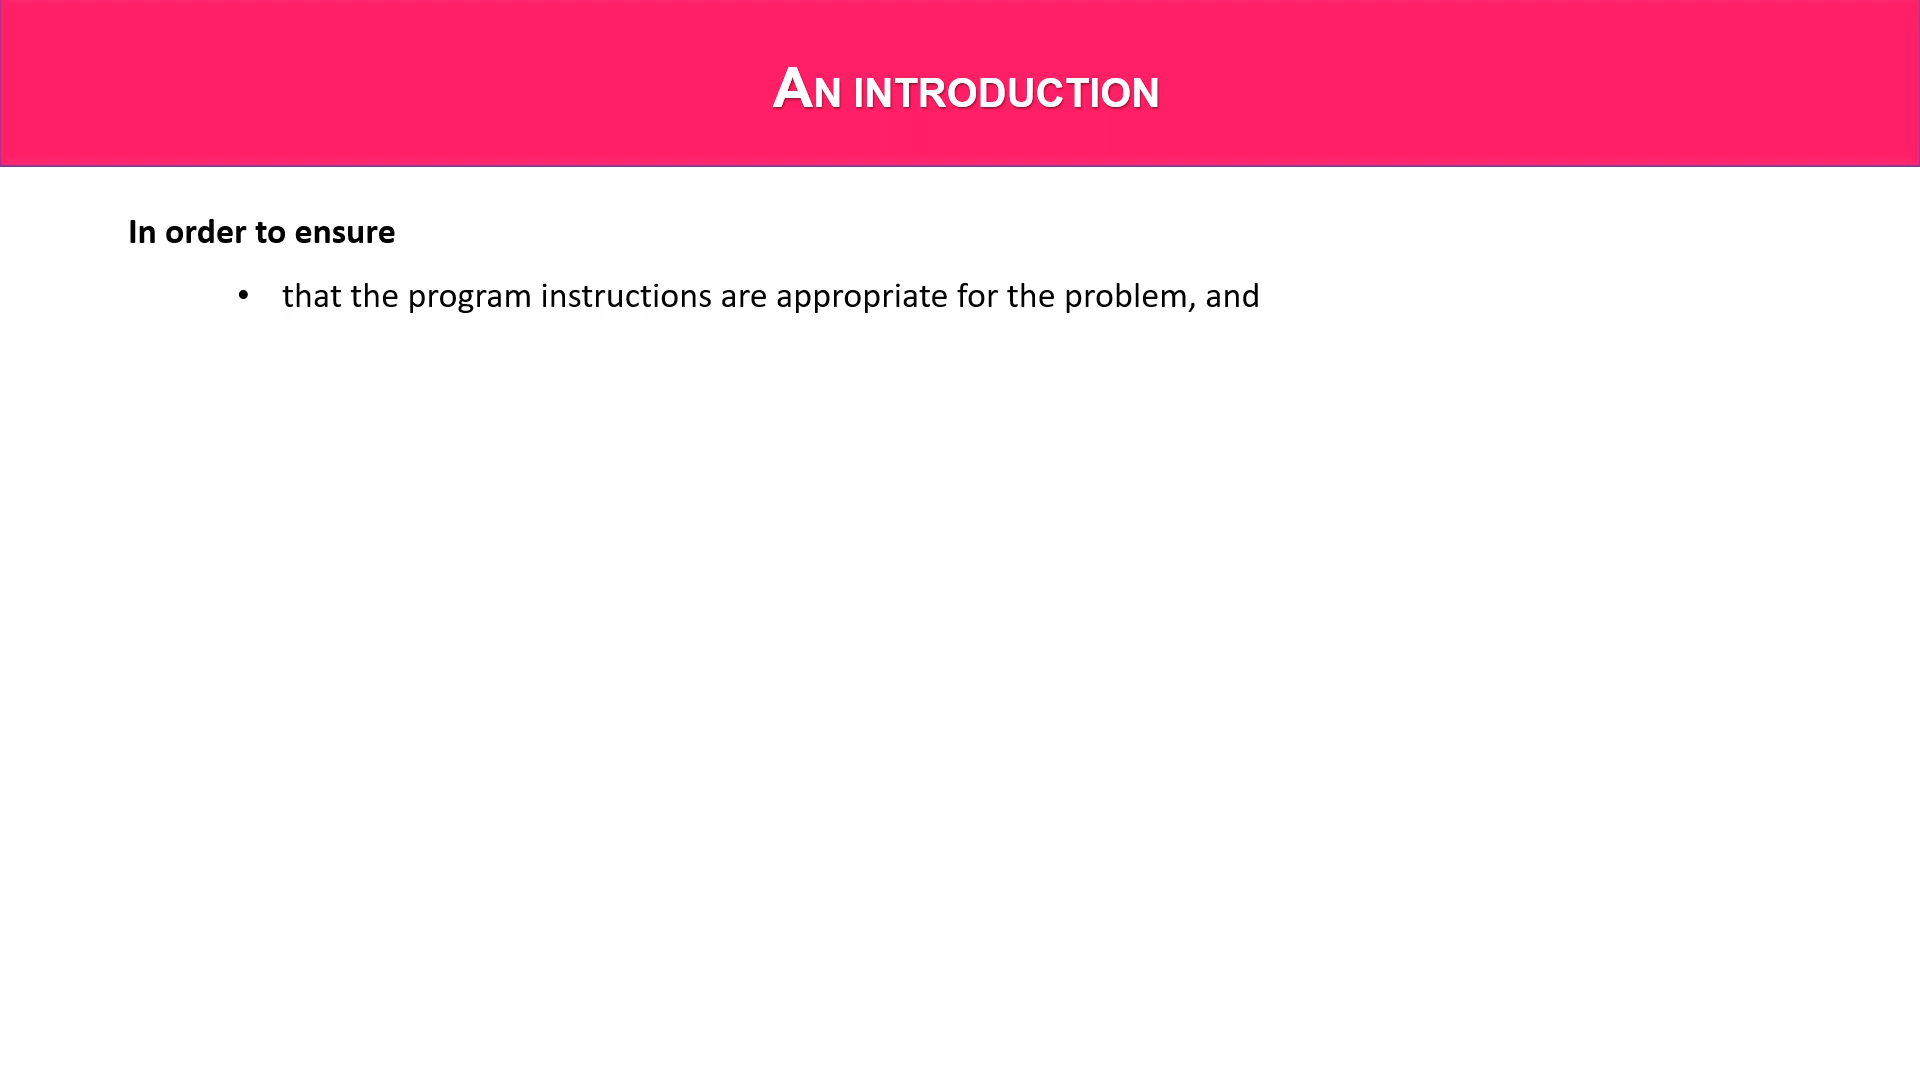 AN INTRODUCTION
In order to ensure
• that the program instructions are appropriate for the problem, and